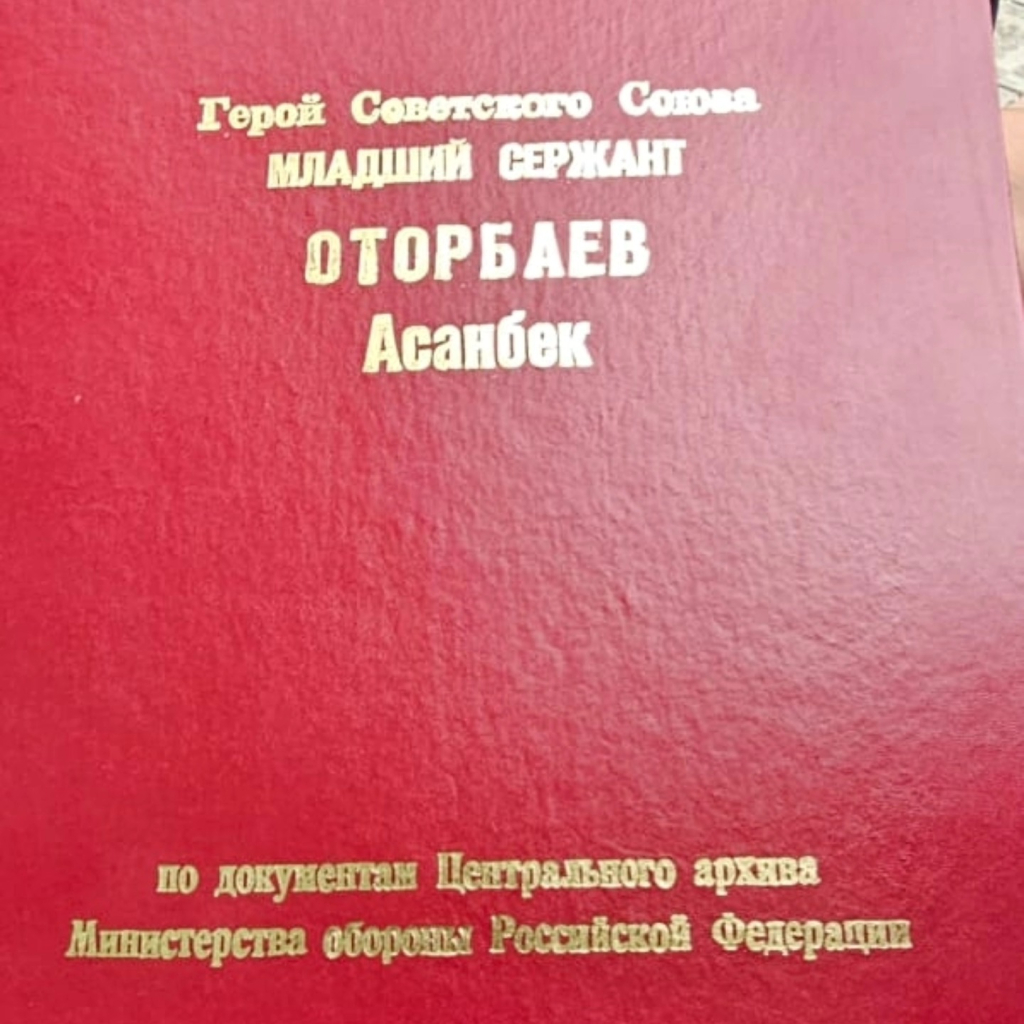 Герой Советского Союза
МЛАДШИЙ СЕРЖАНТ
ОТОРБАЕВ
Асанбек
по документам Центрального архива
Министерства обороны Российской Федерации